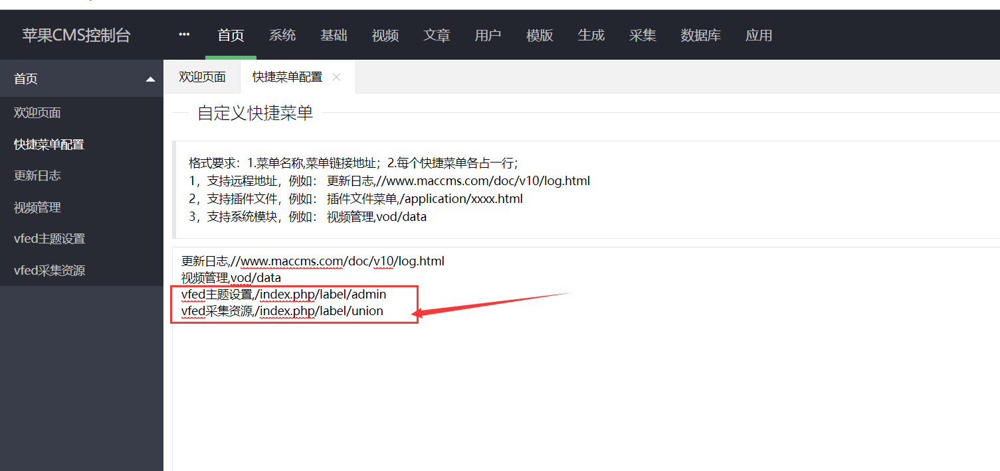 苹果CMS控制台
••• 首页 系统 基础 视频 文章 用户 模版 生成 采集 数据库 应用
首页
欢迎页面
快捷菜单配置
更新日志
视频管理
vfed主题设置
vfed采集资源
欢迎页面 快捷菜单配置 ×
自定义快捷菜单
格式要求：1.菜单名称,菜单链接地址；2.每个快捷菜单各占一行；
1，支持远程地址，例如： 更新日志,//www.maccms.com/doc/v10/log.html
2，支持插件文件，例如： 插件文件菜单,/application/xxxx.html
3，支持系统模块，例如： 视频管理,vod/data
更新日志,//www.maccms.com/doc/v10/log.html
视频管理,vod/data
vfed主题设置,/index.php/label/admin
vfed采集资源,/index.php/label/union